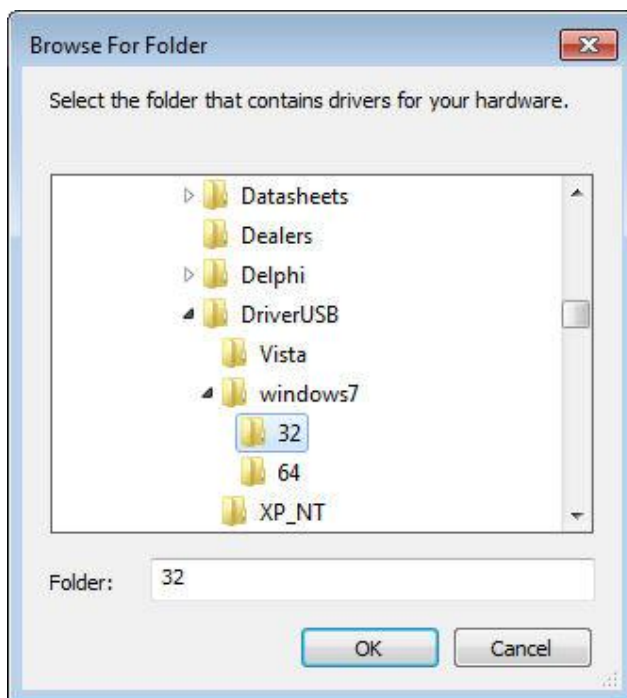 Browse For Folder
Select the folder that contains drivers for your hardware.
Datasheets
Dealers
Delphi
DriverUSB
Vista
windows7
32
64
XP_NT
Folder: 32
OK Cancel